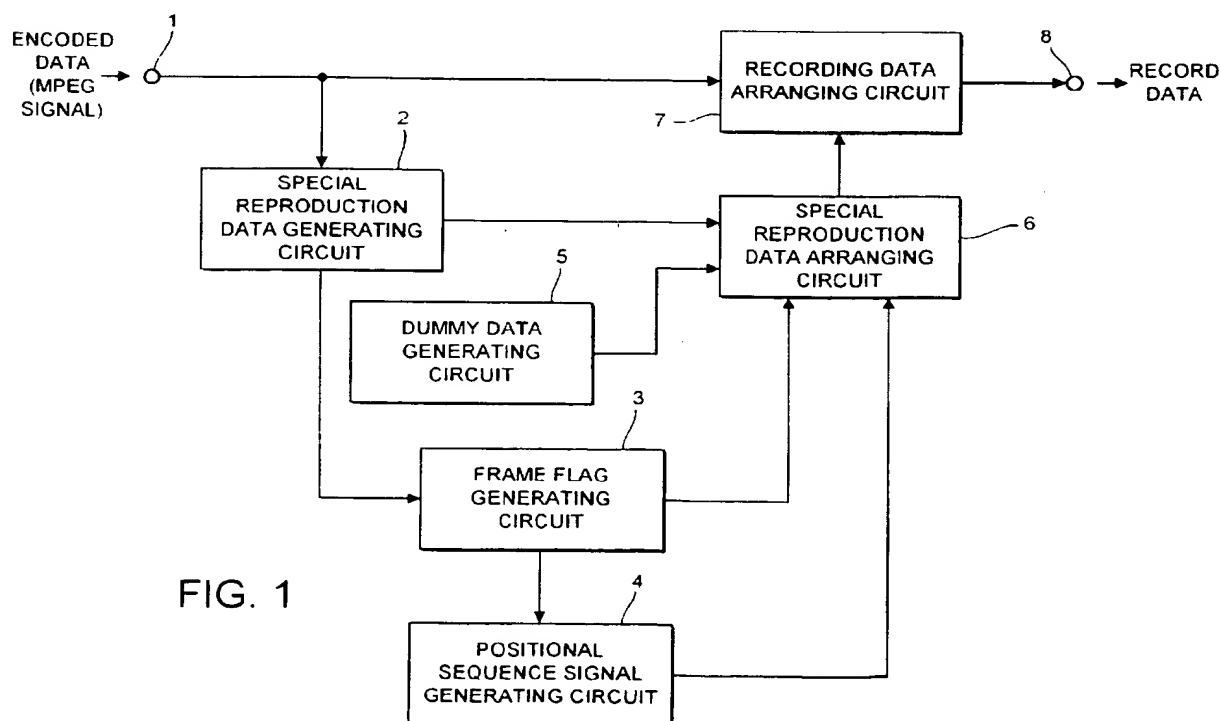 1
8
ENCODED
DATA
(MPEG
SIGNAL)
RECORDING DATA
ARRANGING CIRCUIT
7
RECORD
DATA
2
SPECIAL
REPRODUCTION
DATA GENERATING
CIRCUIT
SPECIAL
REPRODUCTION
DATA ARRANGING
CIRCUIT
6
5
DUMMY DATA
GENERATING
CIRCUIT
3
FRAME FLAG
GENERATING
CIRCUIT
FIG. 1
4
POSITIONAL
SEQUENCE SIGNAL
GENERATING CIRCUIT